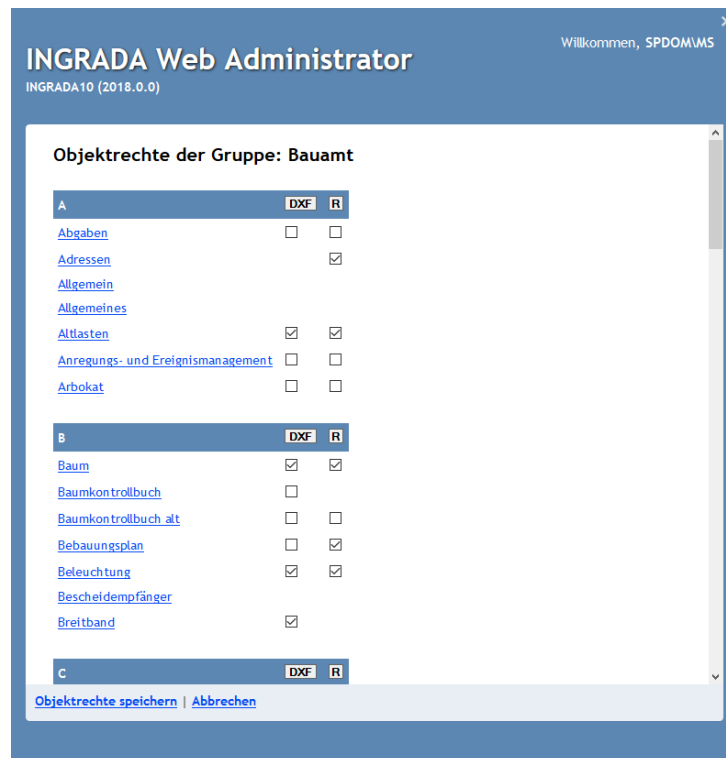 Willkommen, SPDOM\MS
INGRADA Web Administrator
INGRADA10 (2018.0.0)
Objektrechte der Gruppe: Bauamt
A DXF R
Abgaben
Adressen
Allgemein
Allgemeines
Altlasten
Anregungs- und Ereignismanagement
Arbokat
B DXF R
Baum
Baumkontrollbuch
Baumkontrollbuch alt
Bebauungsplan
Beleuchtung
Bescheidempfänger
Breitband
C DXF R
Objektrechte speichern | Abbrechen